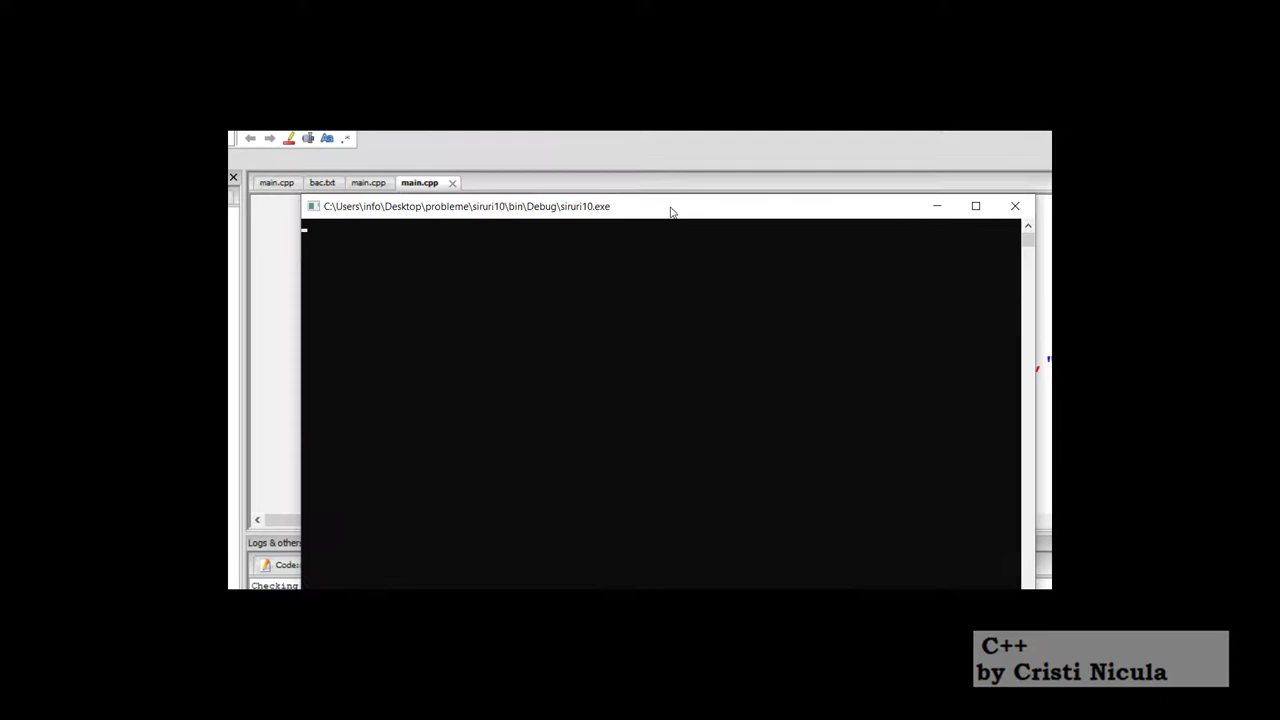 main.cpp bac.txt main.cpp main.cpp
C:\Users\info\Desktop\probleme\siruri10\bin\Debug\siruri10.exe
,"
Logs & others
Code::
Checking
C++
by Cristi Nicula